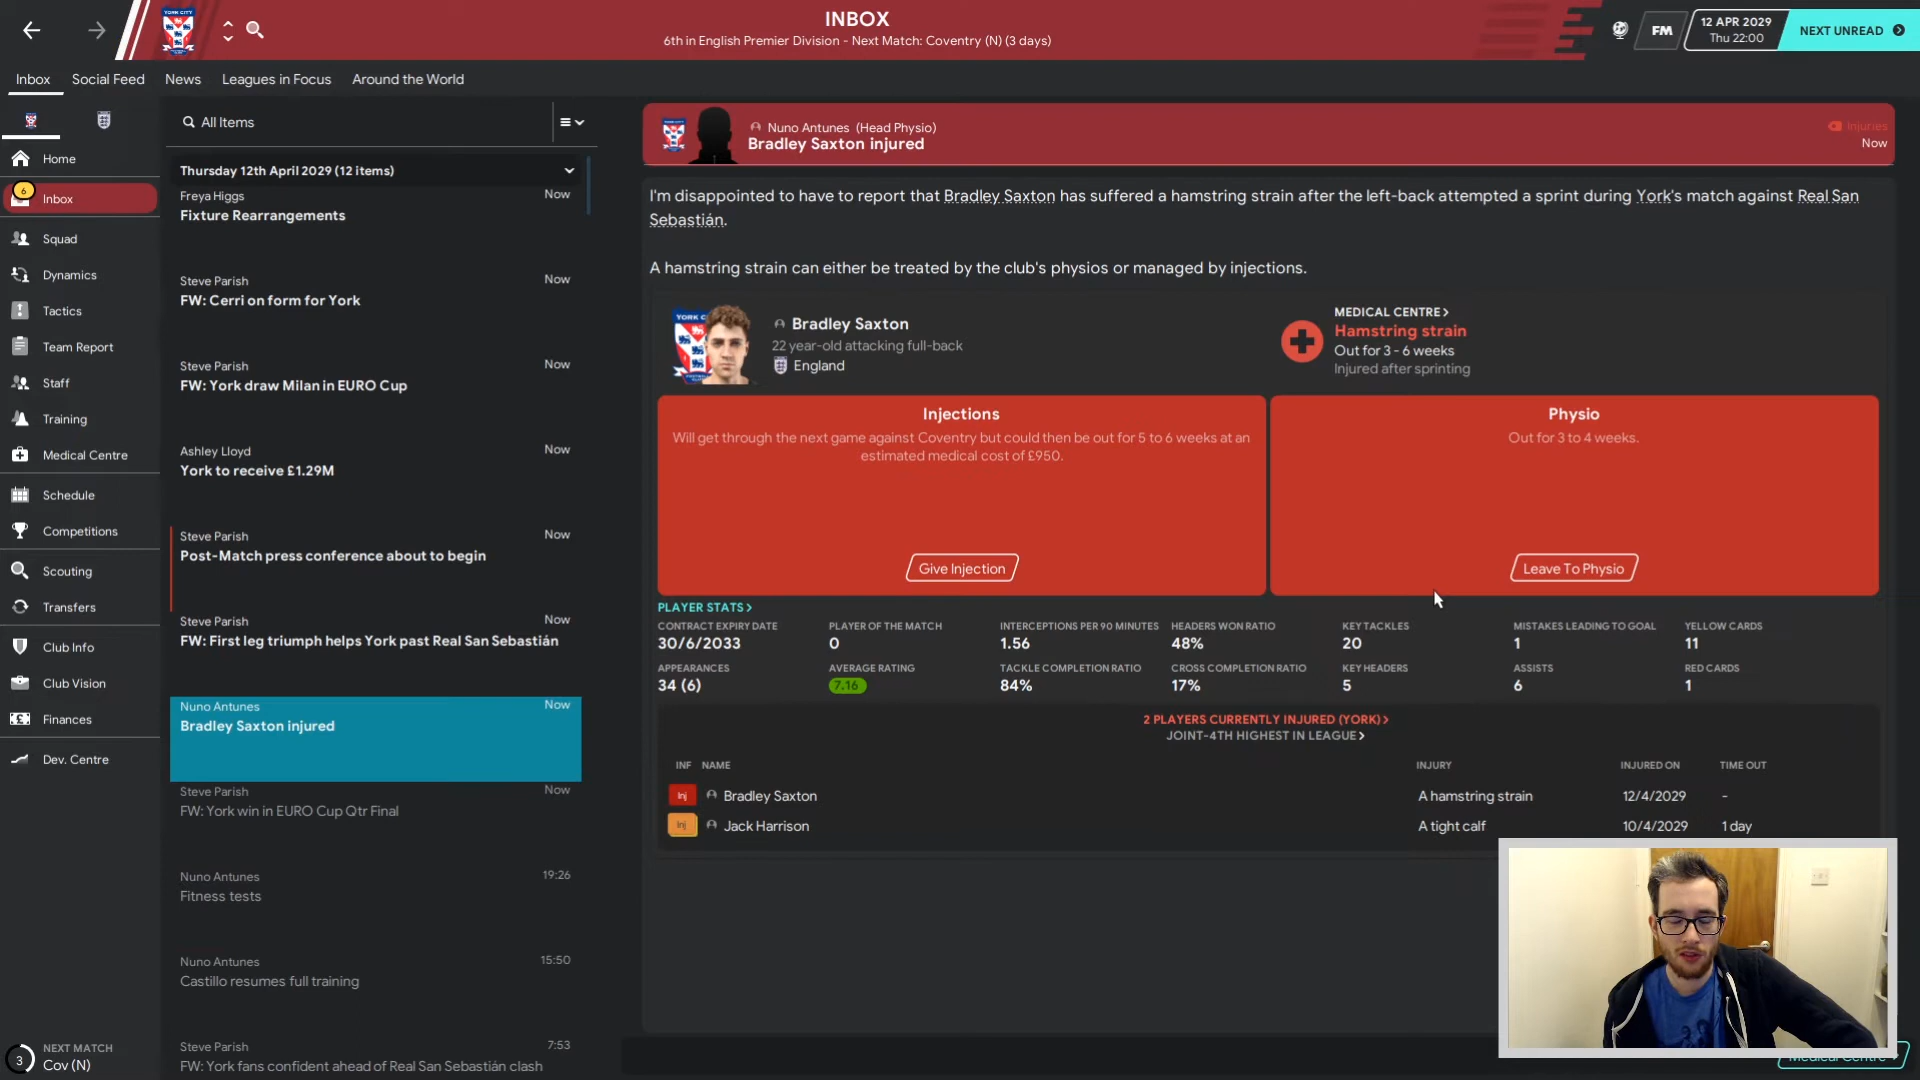 INBOX
6th in English Premier Division - Next Match: Coventry (N) (3 days)
FM
12 APR 2029
Thu 22:00
NEXT UNREAD
Inbox
Social Feed
News
Leagues in Focus
Around the World
Home
6
Inbox
Squad
Dynamics
Tactics
Team Report
Staff
Training
Medical Centre
Schedule
Competitions
Scouting
Transfers
Club Info
Club Vision
Finances
Dev. Centre
3
NEXT MATCH
Cov (N)
All Items
Thursday 12th April 2029 (12 items)
Freya Higgs
Now
Fixture Rearrangements
Steve Parish
Now
FW: Cerri on form for York
Steve Parish
Now
FW: York draw Milan in EURO Cup
Ashley Lloyd
Now
York to receive £1.29M
Steve Parish
Now
Post-Match press conference about to begin
Steve Parish
Now
FW: First leg triumph helps York past Real San Sebastián
Nuno Antunes
Now
Bradley Saxton injured
Steve Parish
Now
FW: York win in EURO Cup Qtr Final
Nuno Antunes
19:26
Fitness tests
Nuno Antunes
15:50
Castillo resumes full training
Steve Parish
7:53
FW: York fans confident ahead of Real San Sebastián clash
Nuno Antunes (Head Physio)
Bradley Saxton injured
Injuries
Now
I'm disappointed to have to report that Bradley Saxton has suffered a hamstring strain after the left-back attempted a sprint during York's match against Real San
Sebastián.
A hamstring strain can either be treated by the club's physios or managed by injections.
Bradley Saxton
22 year-old attacking full-back
England
MEDICAL CENTRE
Hamstring strain
Out for 3 - 6 weeks
Injured after sprinting
Injections
Will get through the next game against Coventry but could then be out for 5 to 6 weeks at an
estimated medical cost of £950.
Give Injection
Physio
Out for 3 to 4 weeks.
Leave To Physio
PLAYER STATS
CONTRACT EXPIRY DATE
PLAYER OF THE MATCH
INTERCEPTIONS PER 90 MINUTES
HEADERS WON RATIO
KEY TACKLES
MISTAKES LEADING TO GOAL
YELLOW CARDS
30/6/2033
0
1.56
48%
20
1
11
APPEARANCES
AVERAGE RATING
TACKLE COMPLETION RATIO
CROSS COMPLETION RATIO
KEY HEADERS
ASSISTS
RED CARDS
34 (6)
7.16
84%
17%
5
6
1
2 PLAYERS CURRENTLY INJURED (YORK)
JOINT-4TH HIGHEST IN LEAGUE
INF
NAME
INJURY
INJURED ON
TIME OUT
Inj
Bradley Saxton
A hamstring strain
12/4/2029
-
Inj
Jack Harrison
A tight calf
10/4/2029
1 day
Medical Centre